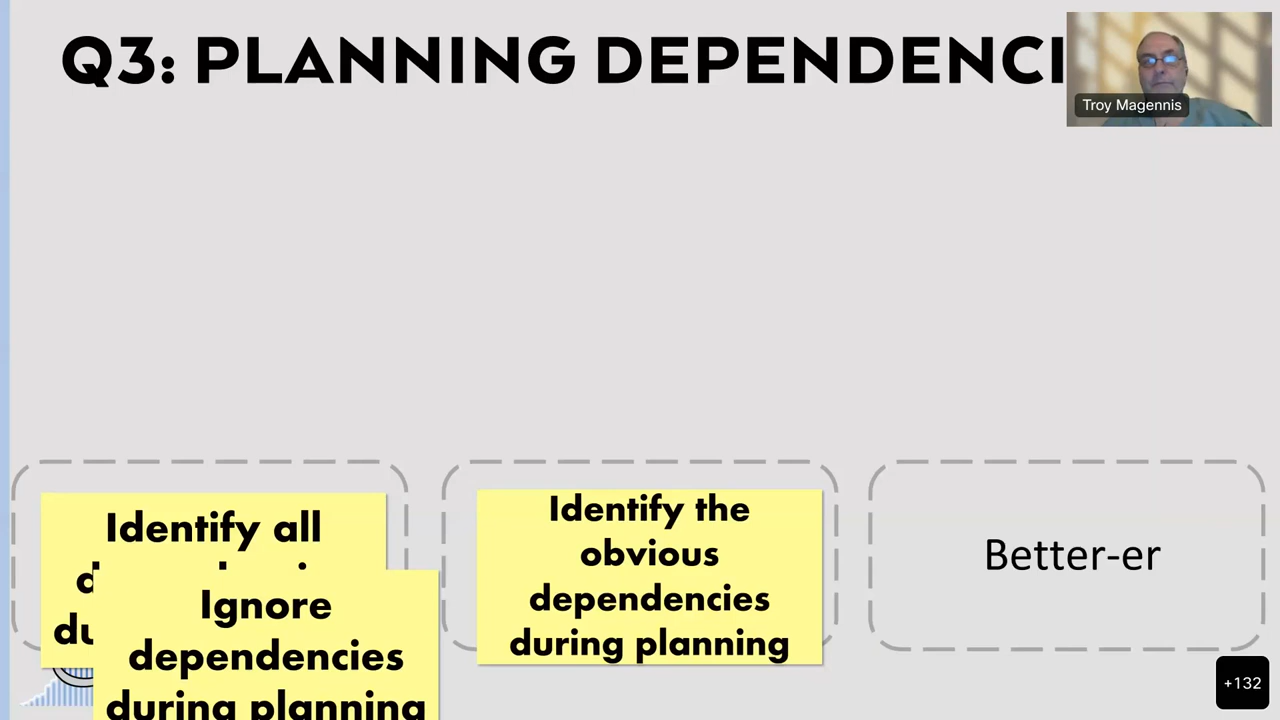 Q3: PLANNING DEPENDENCI
Troy Magennis
Identify all
Ignore
dependencies
during planning
Identify the
obvious
dependencies
during planning
Better-er
+132